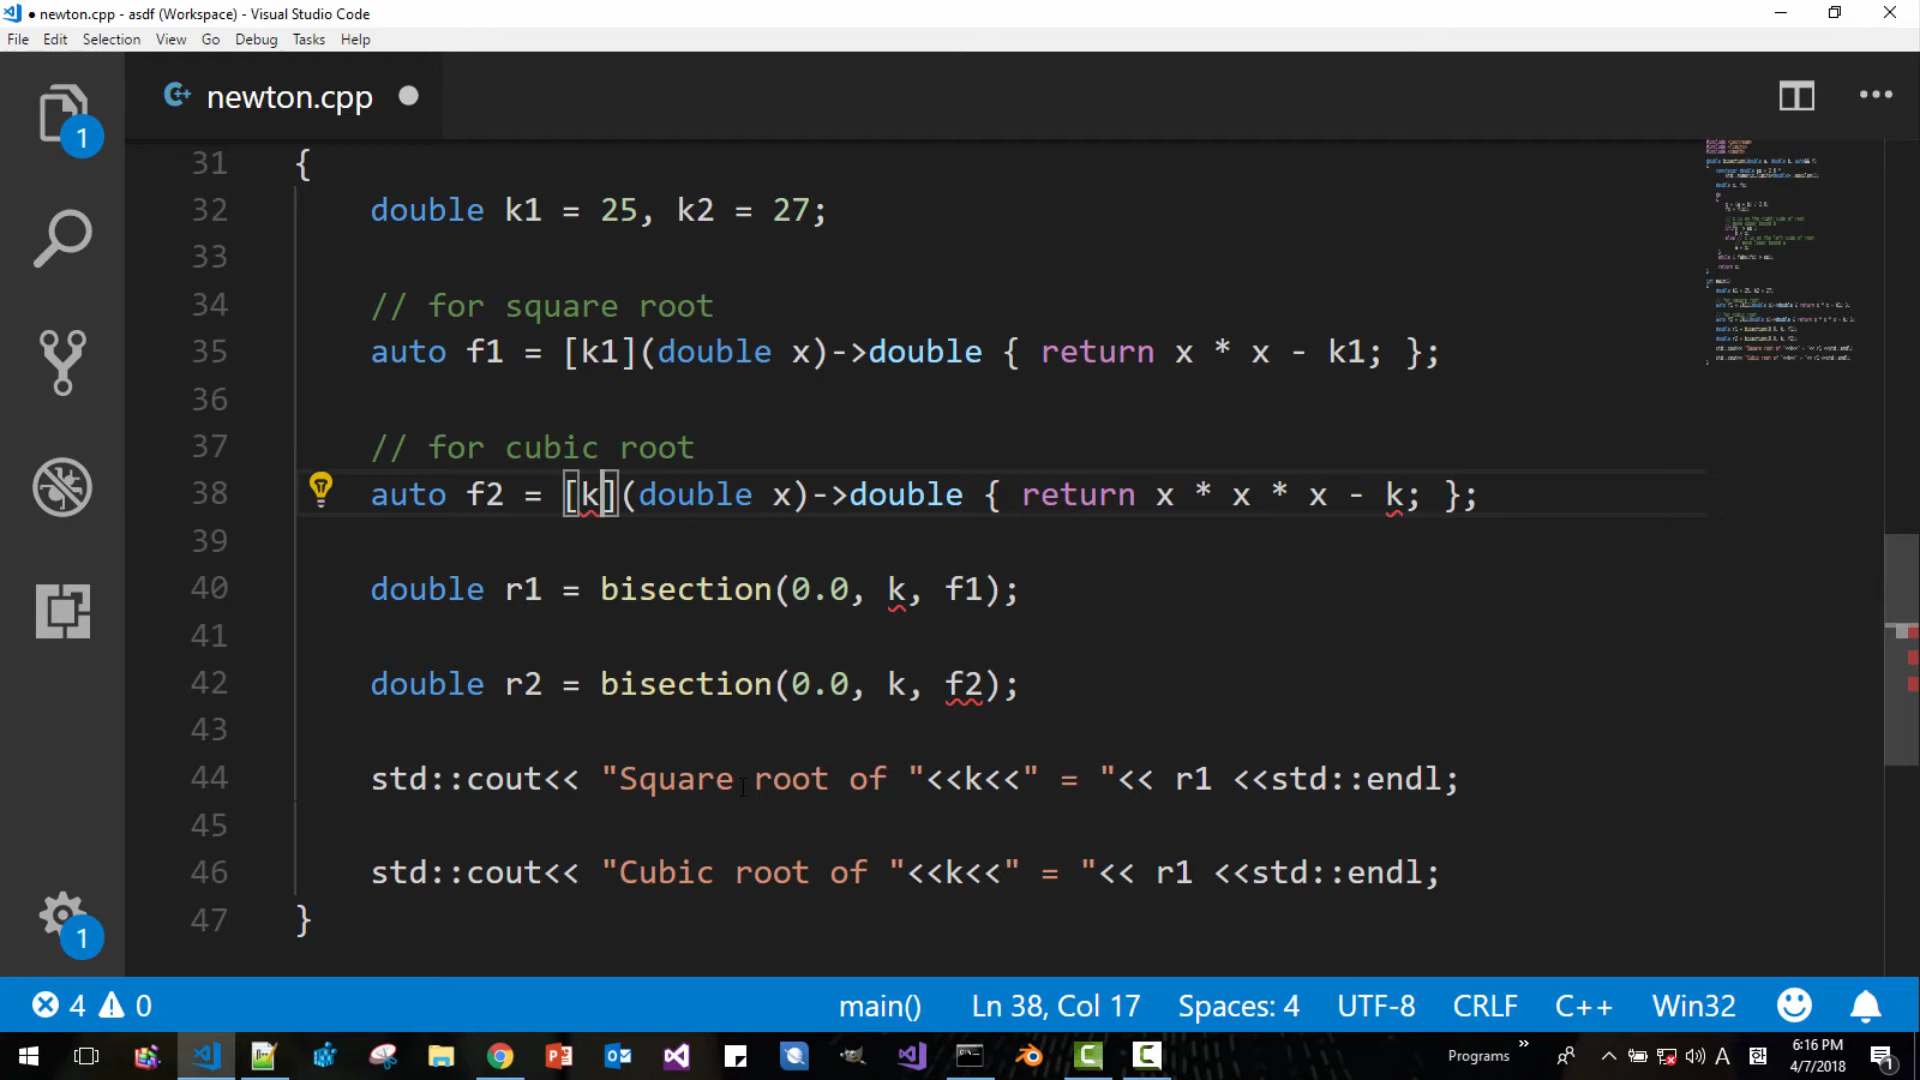 newton.cpp - asdf (Workspace) - Visual Studio Code
File Edit Selection View Go Debug Tasks Help
newton.cpp
1
31 {
32 double k1 = 25, k2 = 27;
33
34 // for square root
35 auto f1 = [k1](double x)->double { return x * x - k1; };
36
37 // for cubic root
38 auto f2 = [k](double x)->double { return x * x * x - k; };
39
40 double r1 = bisection(0.0, k, f1);
41
42 double r2 = bisection(0.0, k, f2);
43
44 std::cout<< "Square root of "<<k<<" = "<< r1 <<std::endl;
45
46 std::cout<< "Cubic root of "<<k<<" = "<< r1 <<std::endl;
47 }
1
4 0 main() Ln 38, Col 17 Spaces: 4 UTF-8 CRLF C++ Win32
Programs » A 한 6:16 PM
4/7/2018
1